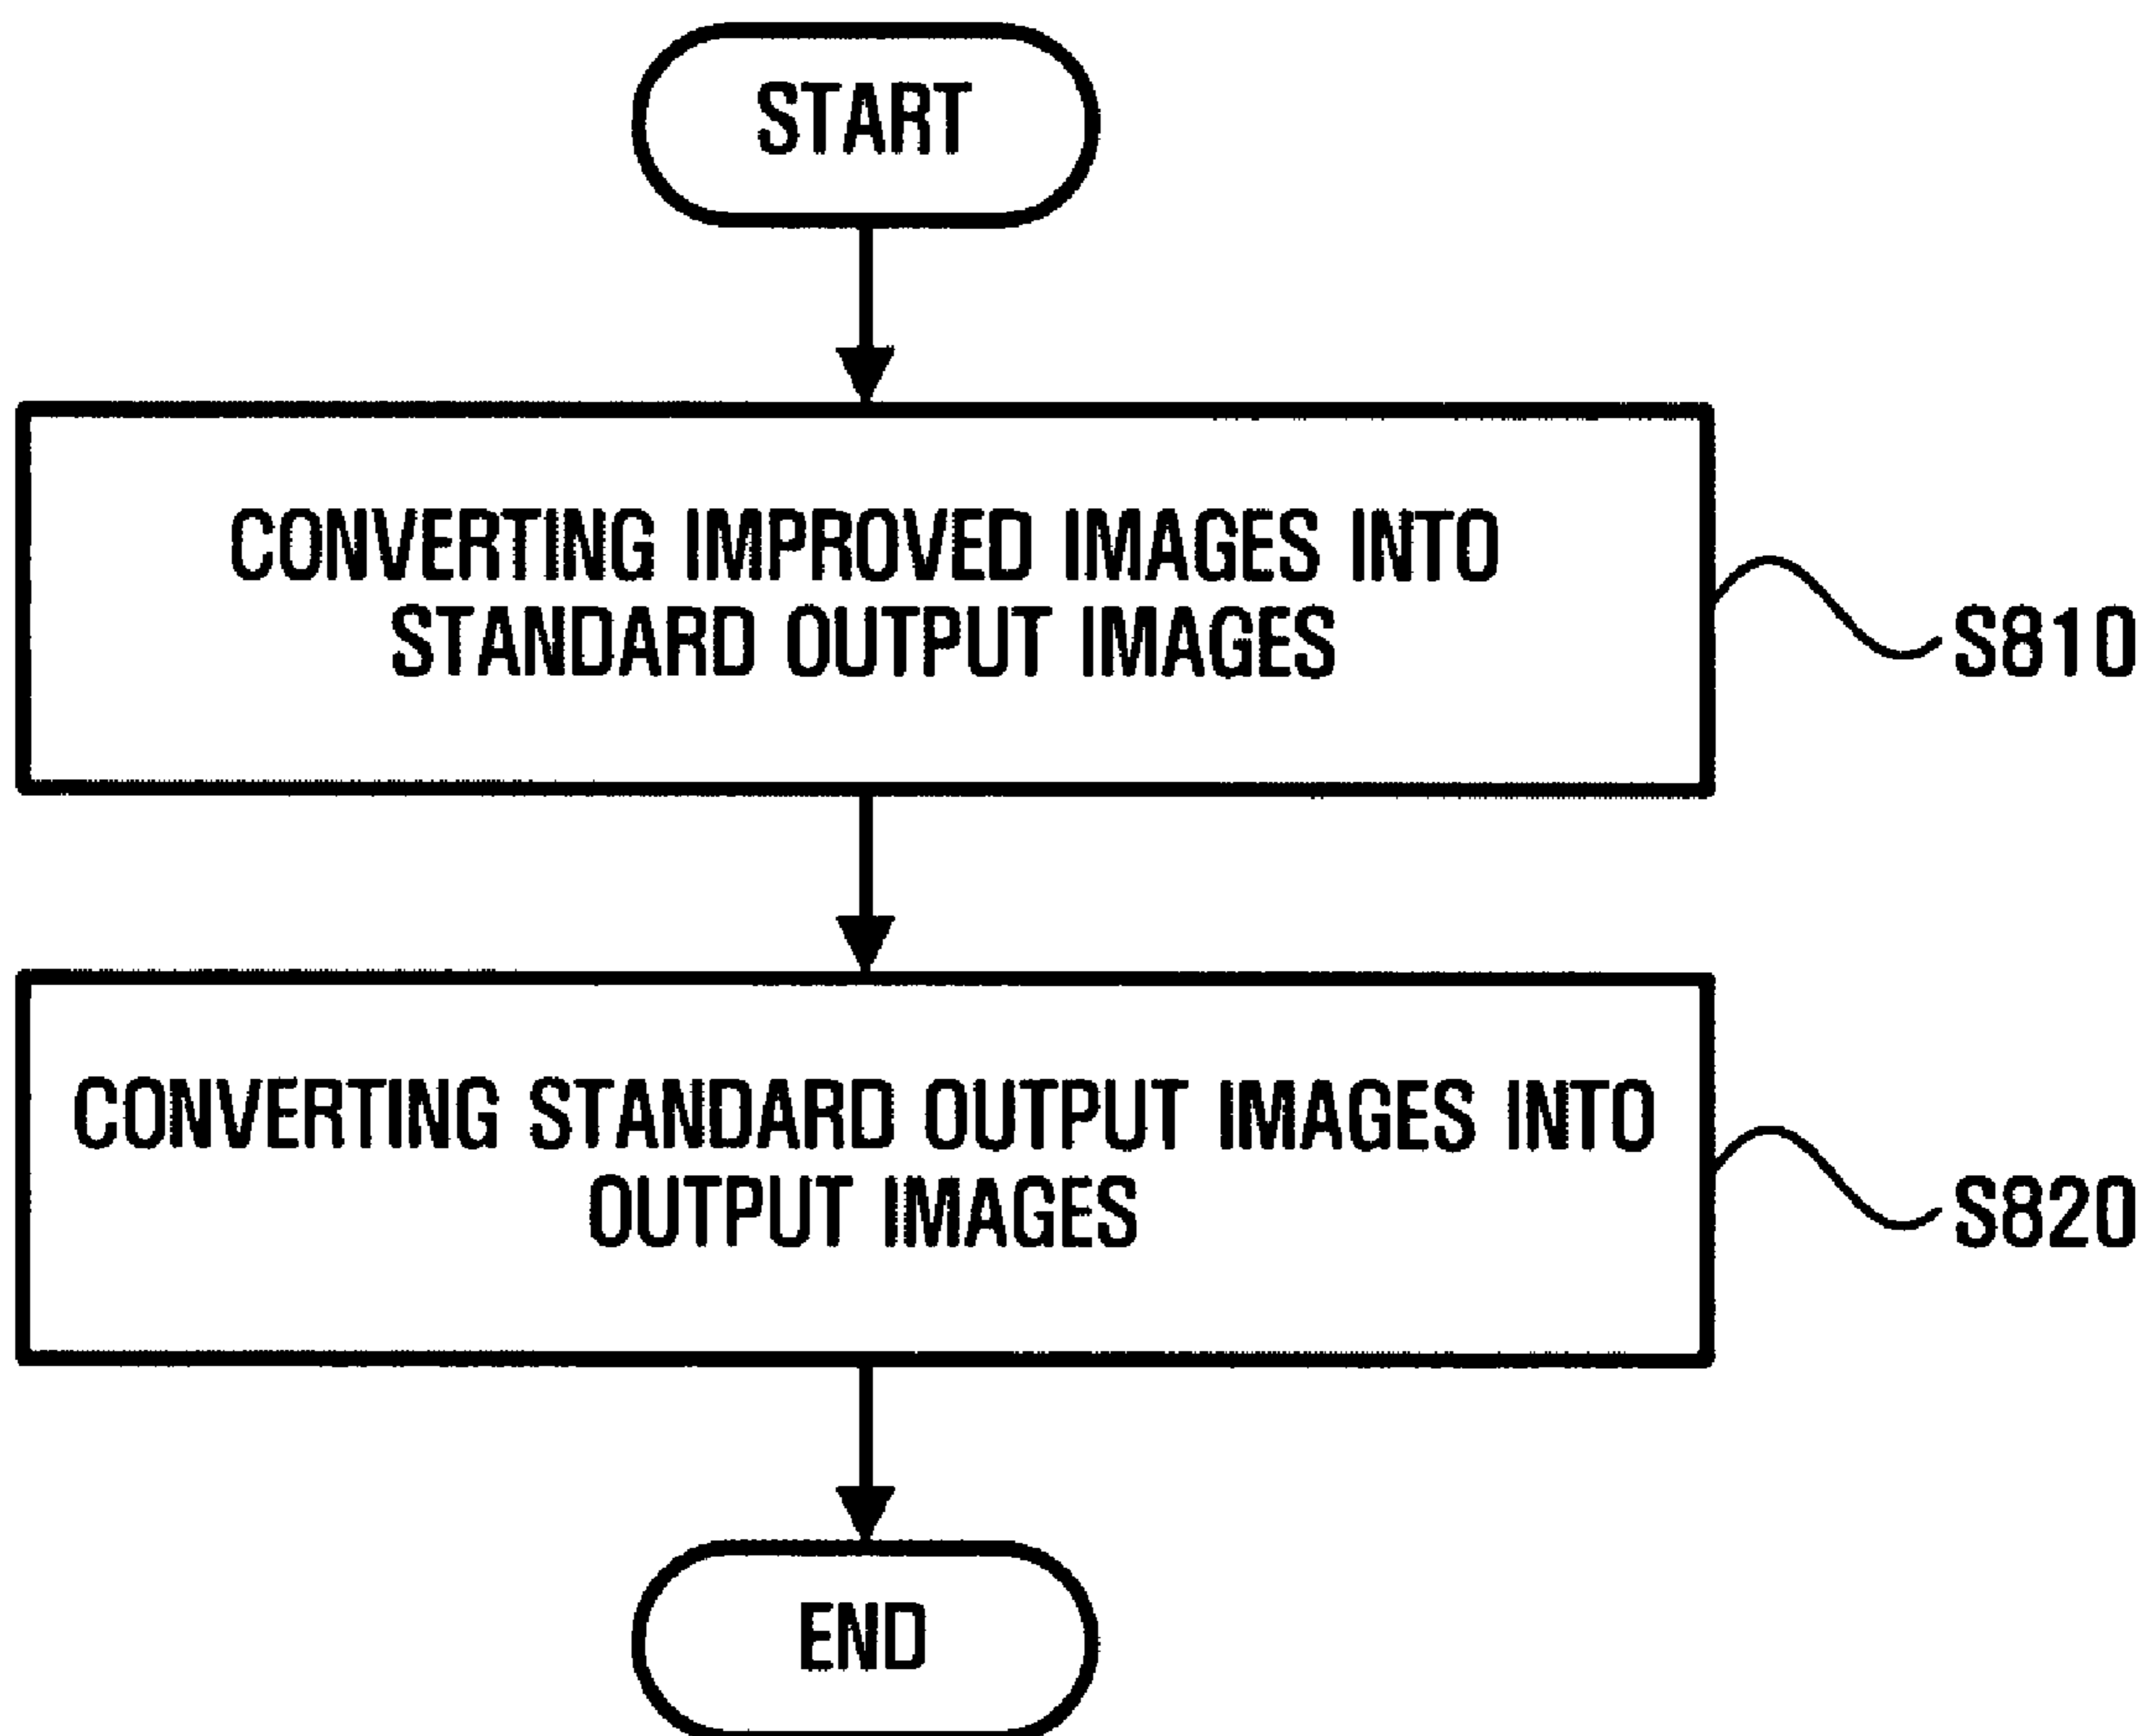 START
CONVERTING IMPROVED IMAGES INTO
STANDARD OUTPUT IMAGES
S810
CONVERTING STANDARD OUTPUT IMAGES INTO
OUTPUT IMAGES
S820
END